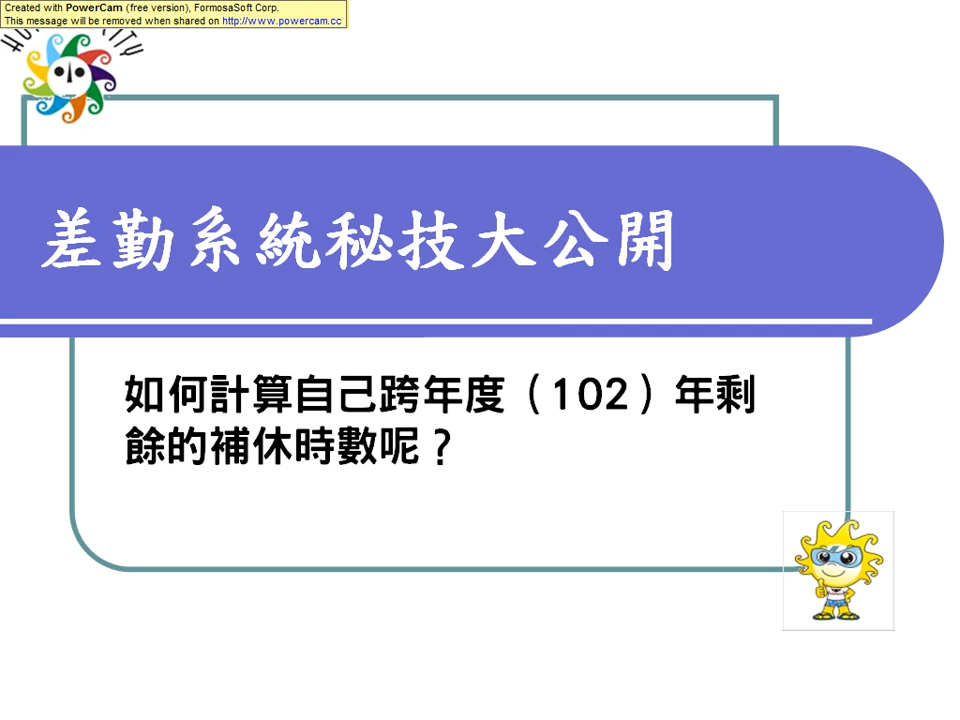 Created with PowerCam (free version), FormosaSoft Corp.
This message will be removed when shared on http://www.powercam.cc
差勤系統秘技大公開
如何計算自己跨年度（102）年剩
餘的補休時數呢？